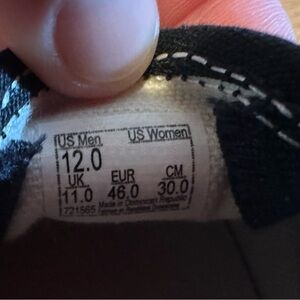 US Men US Women
12.0
UK EUR CM
11.0 46.0 30.0
721565 Made in Dominican Republic